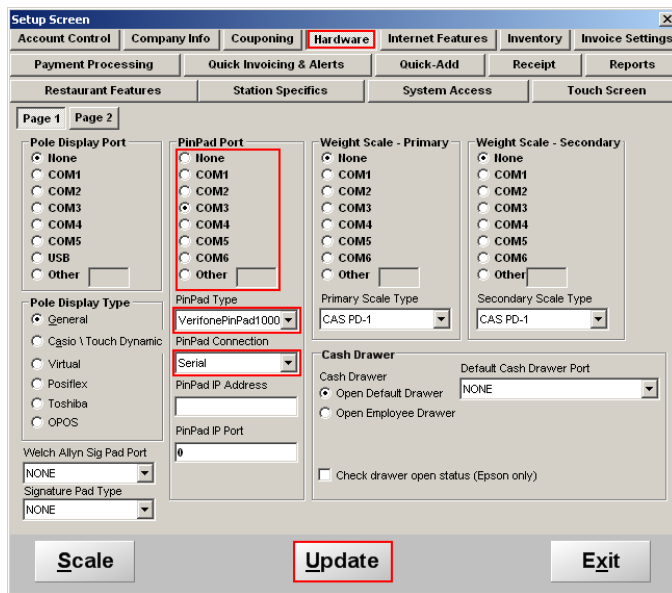 Setup Screen
Account Control Company Info Couponing Hardware Internet Features Inventory Invoice Settings
Payment Processing Quick Invoicing & Alerts Quick-Add Receipt Reports
Restaurant Features Station Specifics System Access Touch Screen
Page 1 Page 2
Pole Display Port
None
COM1
COM2
COM3
COM4
COM5
USB
Other
Pole Display Type
General
Casio \ Touch Dynamic
Virtual
Posiflex
Toshiba
OPOS
Welch Allyn Sig Pad Port
NONE
Signature Pad Type
NONE
PinPad Port
None
COM1
COM2
COM3
COM4
COM5
COM6
Other
PinPad Type
VerifonePinPad1000
PinPad Connection
Serial
PinPad IP Address
PinPad IP Port
0
Weight Scale - Primary
None
COM1
COM2
COM3
COM4
COM5
COM6
Other
Primary Scale Type
CAS PD-1
Weight Scale - Secondary
None
COM1
COM2
COM3
COM4
COM5
COM6
Other
Secondary Scale Type
CAS PD-1
Cash Drawer
Cash Drawer
Open Default Drawer
Open Employee Drawer
Default Cash Drawer Port
NONE
Check drawer open status (Epson only)
Scale Update Exit